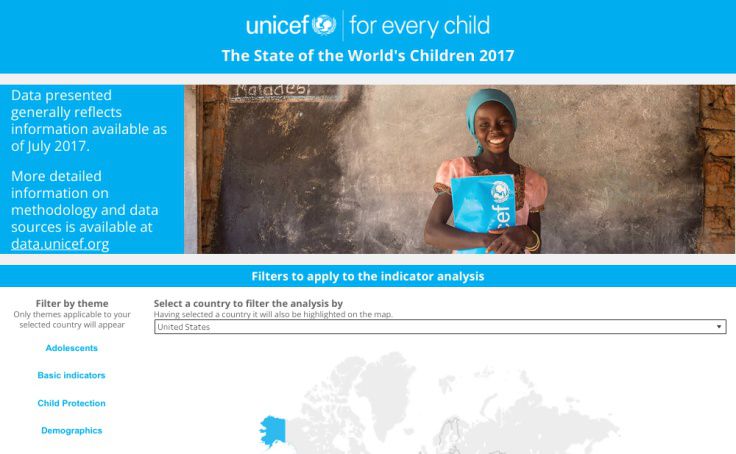 unicef for every child
The State of the World's Children 2017
Data presented
generally reflects
information available as
of July 2017.
More detailed
information on
methodology and data
sources is available at
data.unicef.org
unicef
Filters to apply to the indicator analysis
Filter by theme
Only themes applicable to your
selected country will appear
Adolescents
Basic indicators
Child Protection
Demographics
Select a country to filter the analysis by
Having selected a country it will also be highlighted on the map.
United States